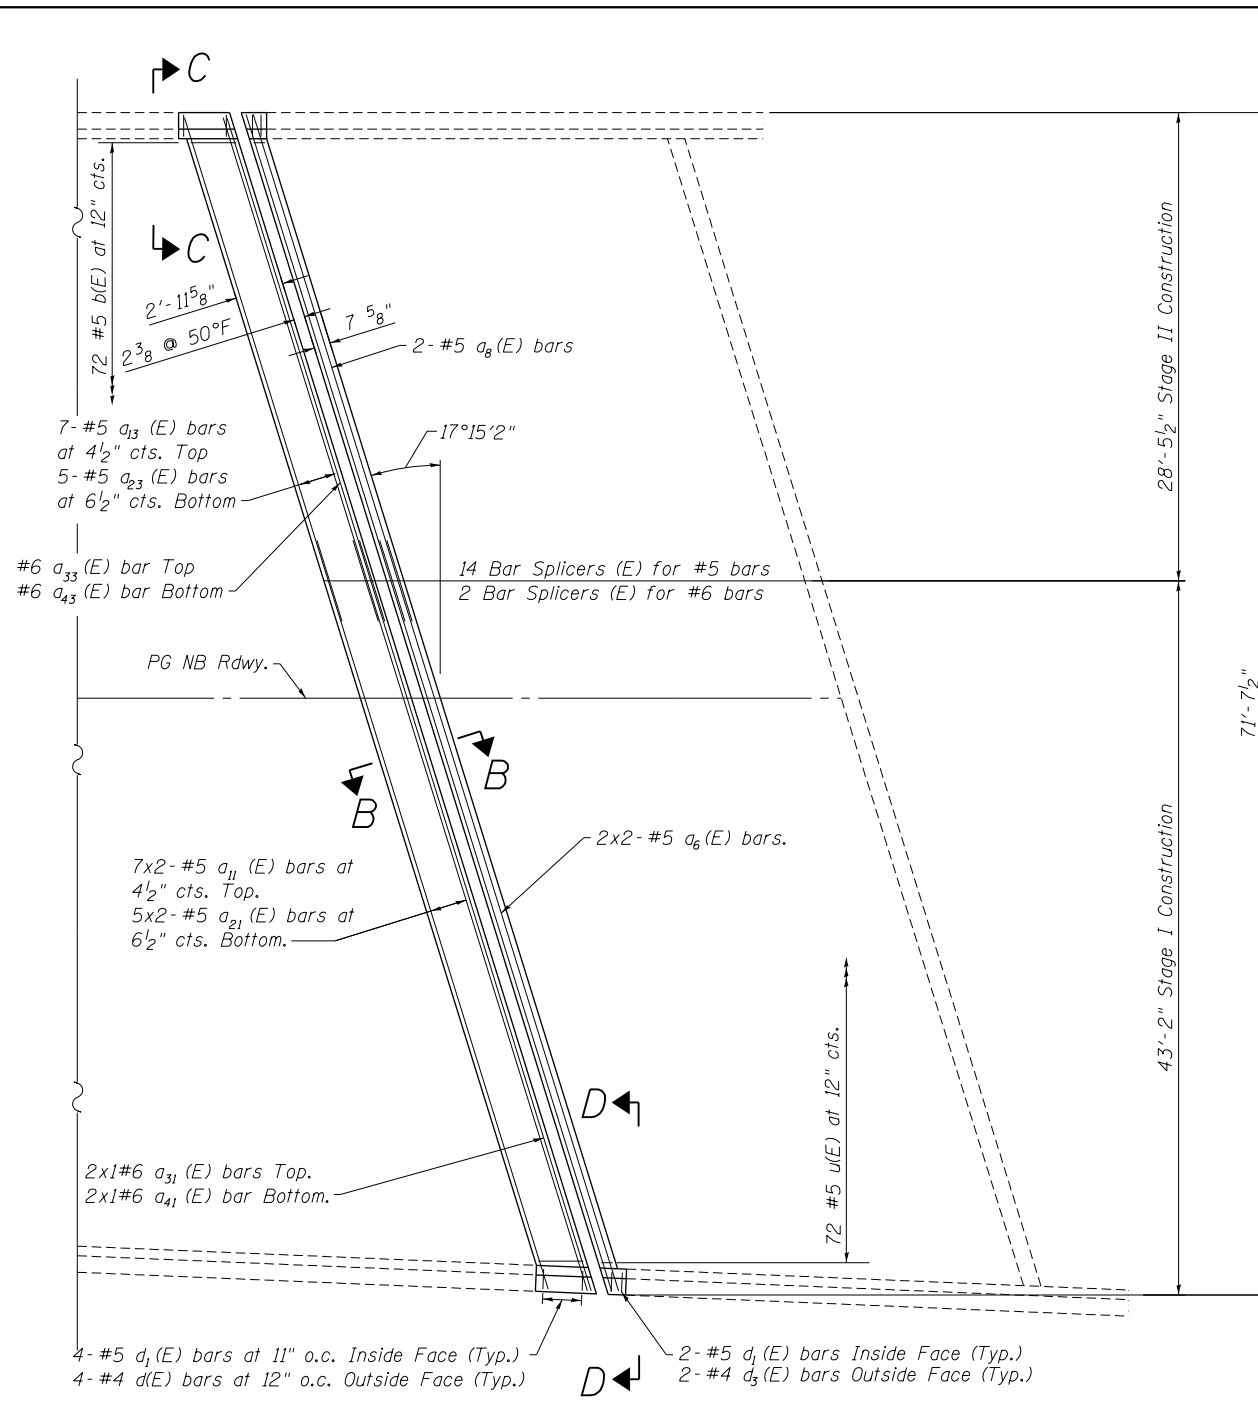 C
72 #5 b(E) at 12" cts.
C
2'-11 5/8"
2 3/8 @ 50°F
7 5/8"
2-#5 a8(E) bars
28'-5 1/2" Stage II Construction
7-#5 a13 (E) bars
at 4 1/2" cts. Top
5-#5 a23 (E) bars
at 6 1/2" cts. Bottom
17°15'2"
#6 a33 (E) bar Top
#6 a43 (E) bar Bottom
14 Bar Splicers (E) for #5 bars
2 Bar Splicers (E) for #6 bars
PG NB Rdwy.
71'-7 1/2"
B
B
2x2-#5 a6(E) bars.
7x2-#5 a11 (E) bars at
4 1/2" cts. Top.
5x2-#5 a21 (E) bars at
6 1/2" cts. Bottom.
43'-2" Stage I Construction
72 #5 u(E) at 12" cts.
D
2x1#6 a31 (E) bars Top.
2x1#6 a41 (E) bar Bottom.
4-#5 d1(E) bars at 11" o.c. Inside Face (Typ.)
4-#4 d(E) bars at 12" o.c. Outside Face (Typ.)
D
2-#5 d1(E) bars Inside Face (Typ.)
2-#4 d3(E) bars Outside Face (Typ.)